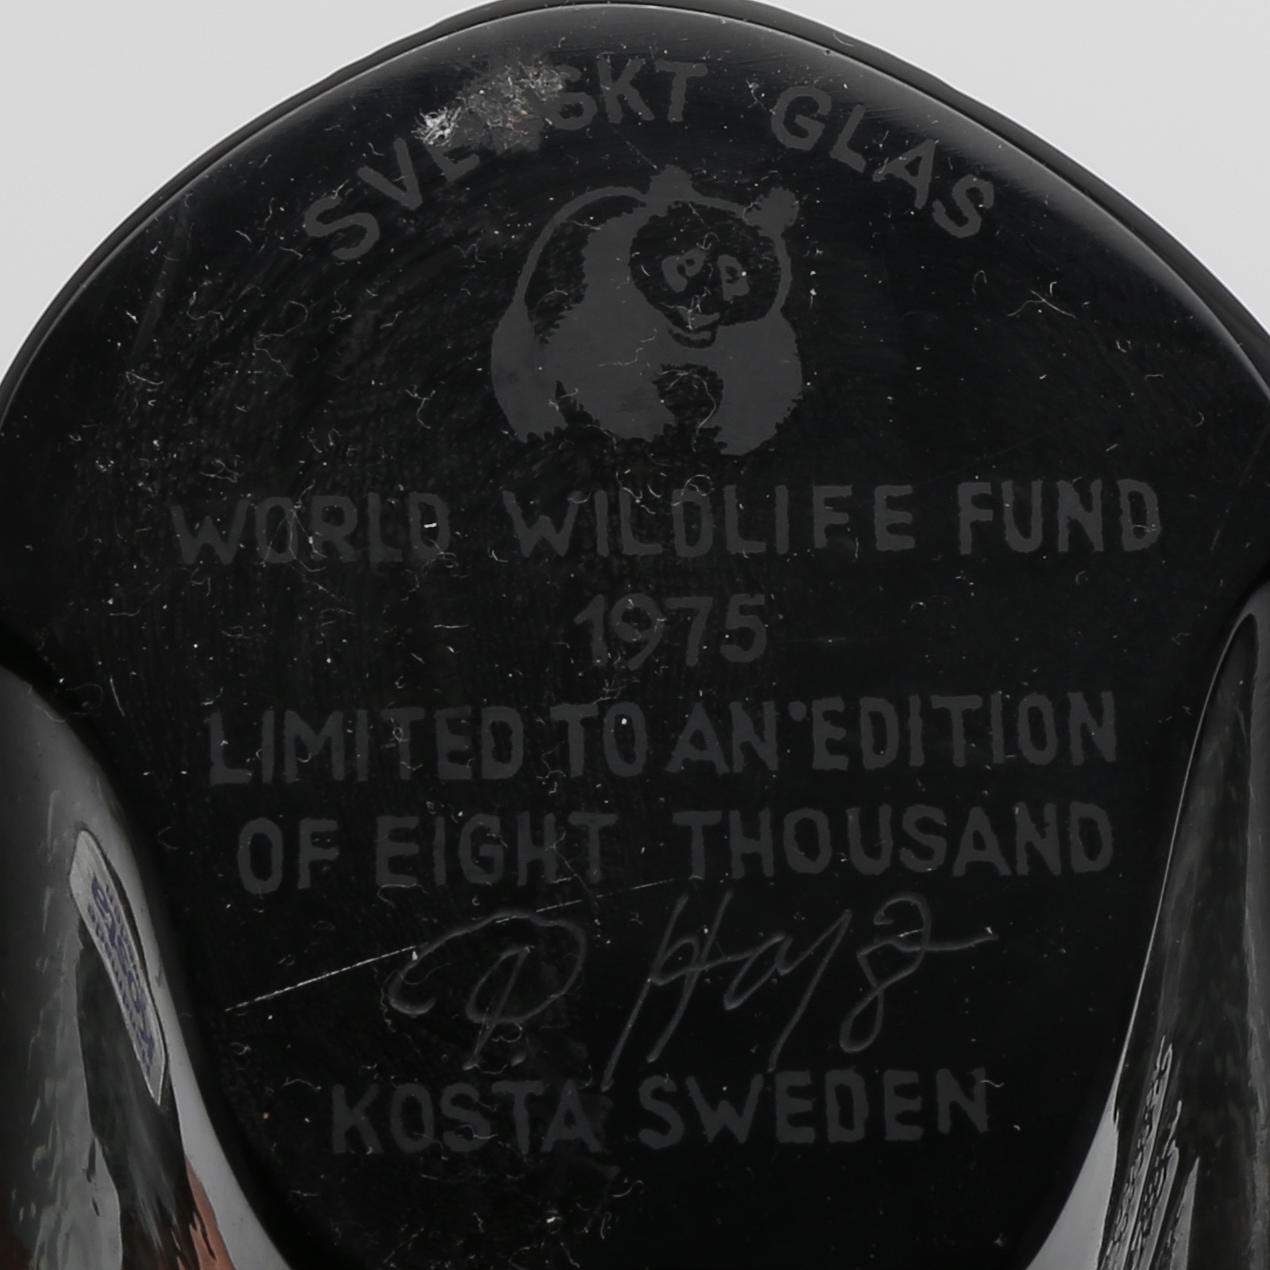 SVENSKT GLAS
WORLD WILDLIFE FUND
1975
LIMITED TO AN EDITION
OF EIGHT THOUSAND
KOSTA SWEDEN